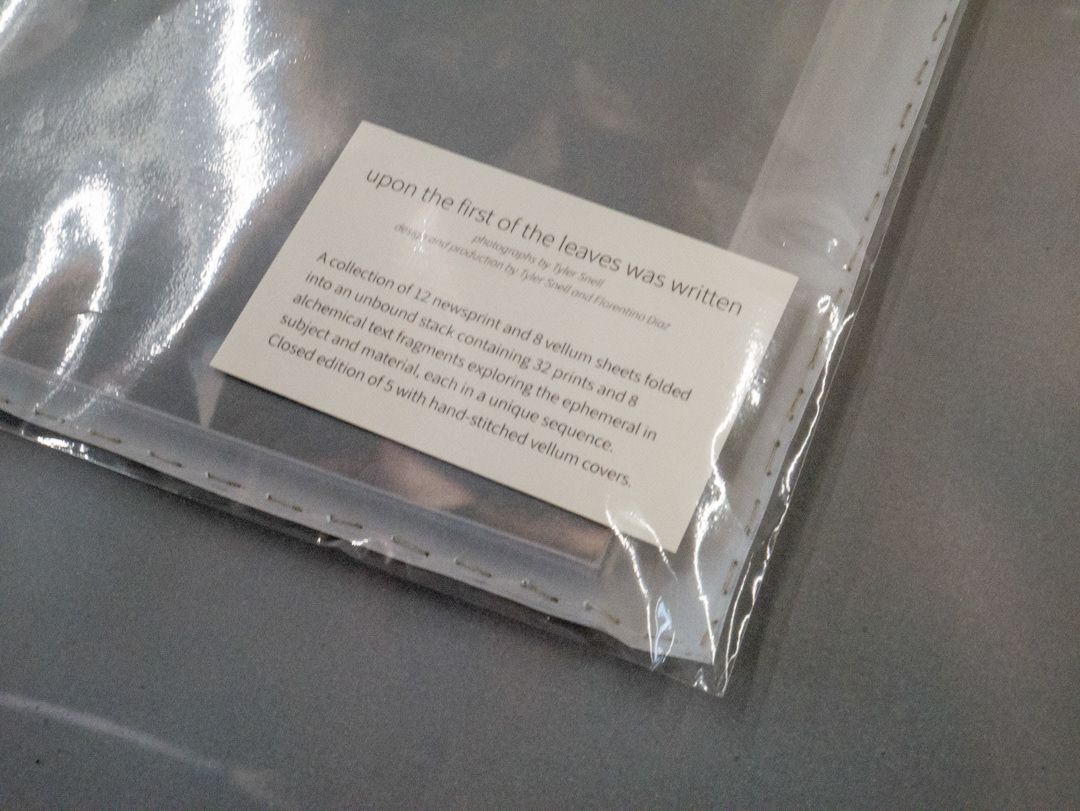 upon the first of the leaves was written
photographs by Tyler Snell
design and production by Tyler Snell and Florentino Diaz
A collection of 12 newsprint and 8 vellum sheets folded
into an unbound stack containing 32 prints and 8
alchemical text fragments exploring the ephemeral in
subject and material, each in a unique sequence.
Closed edition of 5 with hand-stitched vellum covers.